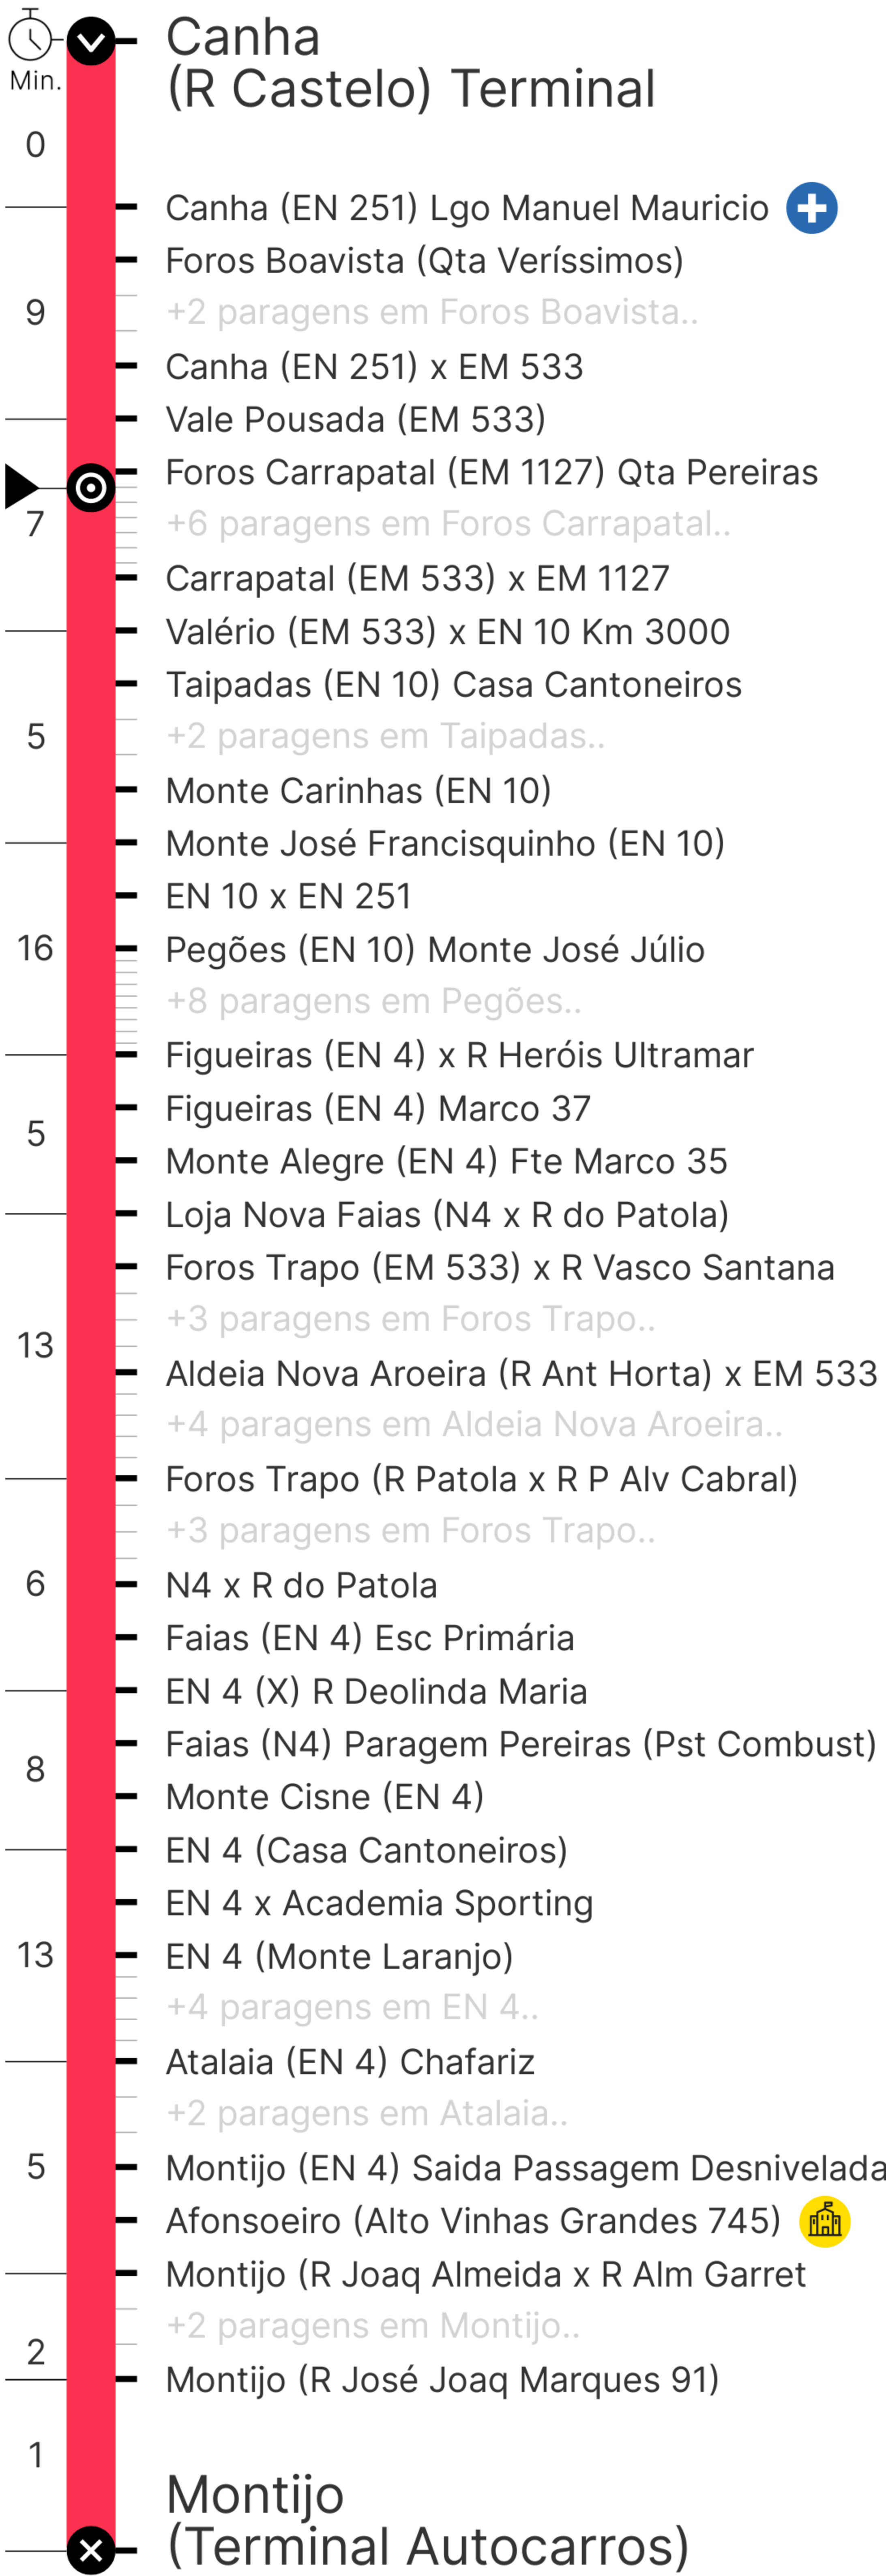 Canha
(R Castelo) Terminal
Min.
0
Canha (EN 251) Lgo Manuel Mauricio
Foros Boavista (Qta Veríssimos)
9
+2 paragens em Foros Boavista..
Canha (EN 251) x EM 533
Vale Pousada (EM 533)
Foros Carrapatal (EM 1127) Qta Pereiras
7
+6 paragens em Foros Carrapatal..
Carrapatal (EM 533) x EM 1127
Valério (EM 533) x EN 10 Km 3000
Taipadas (EN 10) Casa Cantoneiros
5
+2 paragens em Taipadas..
Monte Carinhas (EN 10)
Monte José Francisquinho (EN 10)
EN 10 x EN 251
16
Pegões (EN 10) Monte José Júlio
+8 paragens em Pegões..
Figueiras (EN 4) x R Heróis Ultramar
Figueiras (EN 4) Marco 37
5
Monte Alegre (EN 4) Fte Marco 35
Loja Nova Faias (N4 x R do Patola)
Foros Trapo (EM 533) x R Vasco Santana
+3 paragens em Foros Trapo..
13
Aldeia Nova Aroeira (R Ant Horta) x EM 533
+4 paragens em Aldeia Nova Aroeira..
Foros Trapo (R Patola x R P Alv Cabral)
+3 paragens em Foros Trapo..
6
N4 x R do Patola
Faias (EN 4) Esc Primária
EN 4 (X) R Deolinda Maria
Faias (N4) Paragem Pereiras (Pst Combust)
8
Monte Cisne (EN 4)
EN 4 (Casa Cantoneiros)
EN 4 x Academia Sporting
13
EN 4 (Monte Laranjo)
+4 paragens em EN 4..
Atalaia (EN 4) Chafariz
+2 paragens em Atalaia..
5
Montijo (EN 4) Saida Passagem Desnivelada
Afonsoeiro (Alto Vinhas Grandes 745)
Montijo (R Joaq Almeida x R Alm Garret
+2 paragens em Montijo..
2
Montijo (R José Joaq Marques 91)
1
Montijo
(Terminal Autocarros)